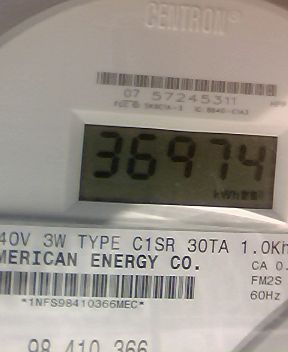 CENTRON®
07 57245311
36974
kWh
40V 3W TYPE C1SR 30TA 1.0Kh
MERICAN ENERGY CO.
CA 0.
FM2S
*1NFS98410366MEC*
60Hz
98 410 366